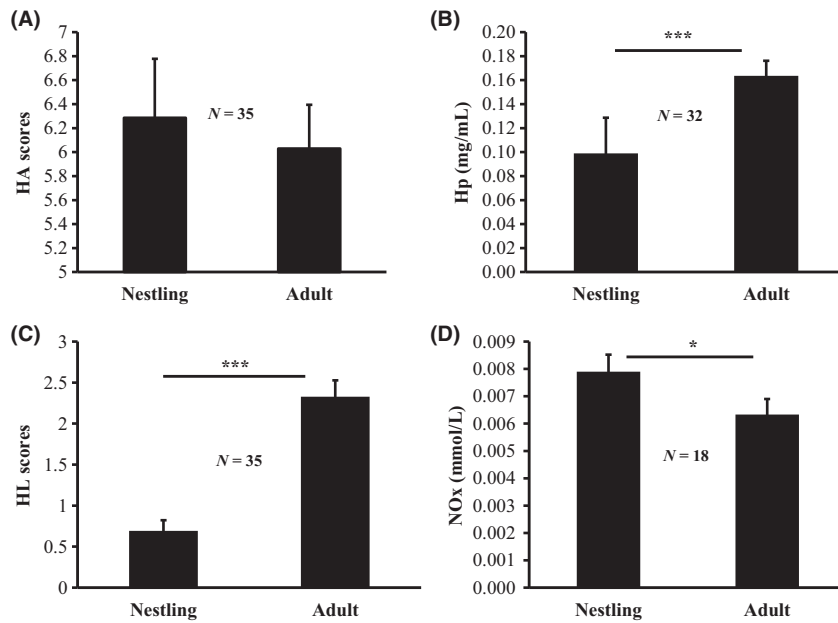 (A)
7
6.8
6.6
6.4
6.2
6
5.8
5.6
5.4
5.2
5
HA scores
N = 35
Nestling Adult
(B)
0.20
0.18
0.16
0.14
0.12
0.10
0.08
0.06
0.04
0.02
0.00
Hp (mg/mL)
***
N = 32
Nestling Adult
(C)
3
2.5
2
1.5
1
0.5
0
HL scores
***
N = 35
Nestling Adult
(D)
0.009
0.008
0.007
0.006
0.005
0.004
0.003
0.002
0.001
0.000
NOx (mmol/L)
*
N = 18
Nestling Adult